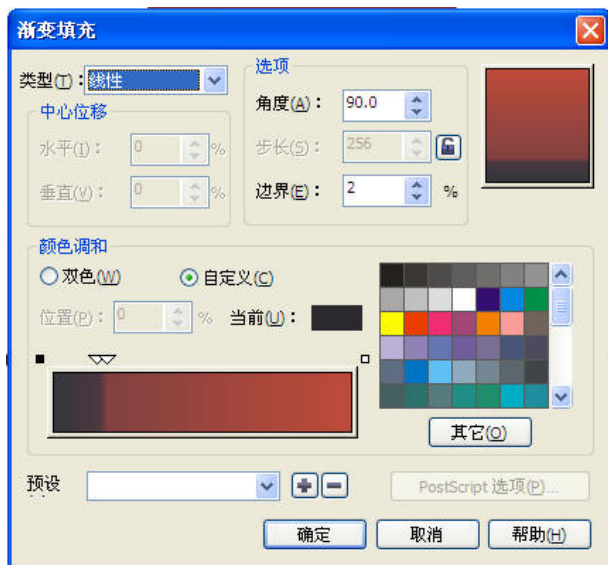 渐变填充
类型(T)：线性
选项
中心位移
角度(A)： 90.0
水平(I)： 0 %
步长(S)： 256
垂直(V)： 0 %
边界(E)： 2 %
颜色调和
双色(W) 自定义(C)
位置(P)： 0 % 当前(U)：
其它(O)
预设
PostScript 选项(P)...
确定 取消 帮助(H)